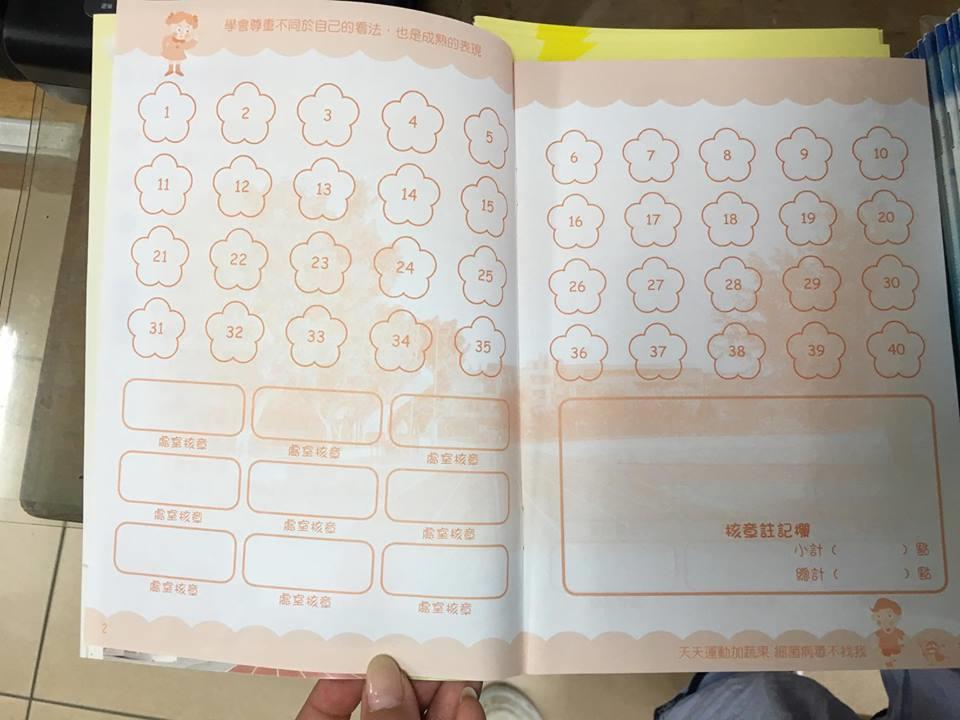 學會尊重不同於自己的看法，也是成熟的表現
1 2 3 4 5
11 12 13 14 15
21 22 23 24 25
31 32 33 34 35
處室核章 處室核章 處室核章
處室核章 處室核章 處室核章
處室核章 處室核章 處室核章
2
6 7 8 9 10
16 17 18 19 20
26 27 28 29 30
36 37 38 39 40
核章註記欄
小計（ ）點
總計（ ）點
天天運動加蔬果 細菌病毒不找我